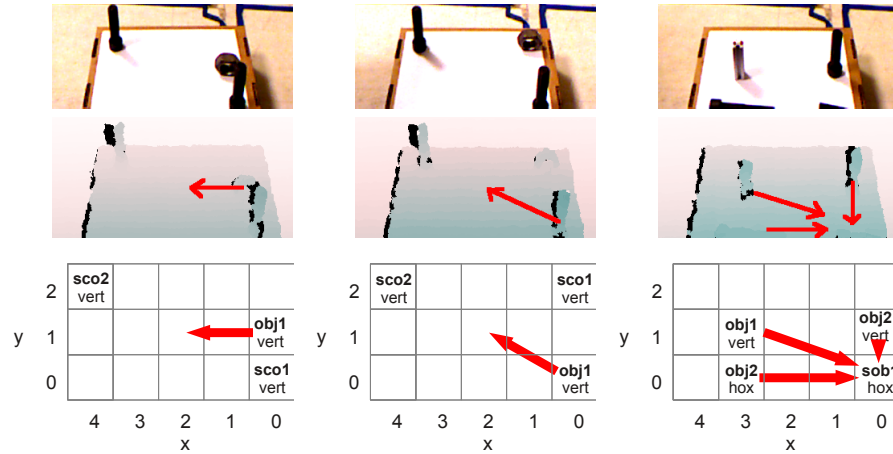 2
y 1
0
sco2
vert
obj1
vert
sco1
vert
4 3 2 1 0
x
2
y 1
0
sco2
vert
sco1
vert
obj1
vert
4 3 2 1 0
x
2
y 1
0
obj1
vert
obj2
vert
obj2
hox
sob1
hox
4 3 2 1 0
x